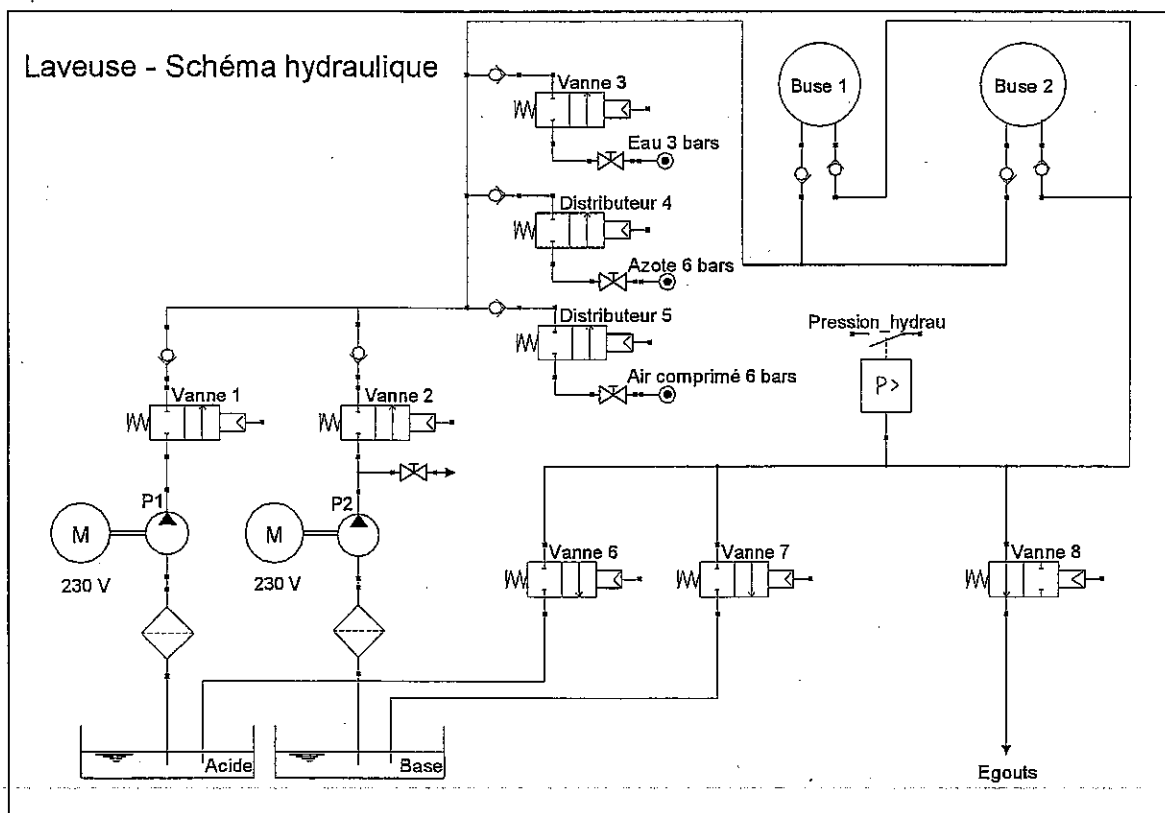 Laveuse - Schéma hydraulique
Vanne 3
Eau 3 bars
Buse 1
Buse 2
Distributeur 4
Azote 6 bars
Distributeur 5
Air comprimé 6 bars
Pression_hydrau
P>
Vanne 1
Vanne 2
P1
P2
M
M
230 V
230 V
Vanne 6
Vanne 7
Vanne 8
Acide
Base
Egouts